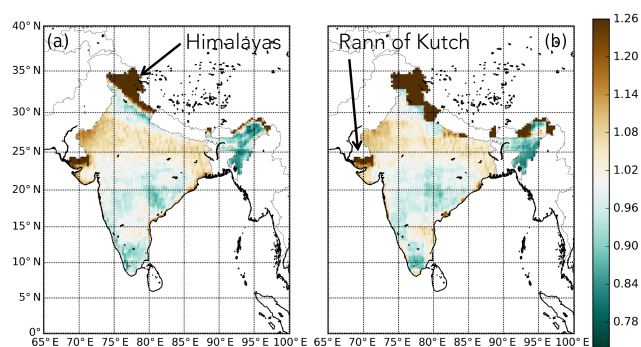 40° N
(a)
Himalayas
Rann of Kutch
(b)
35° N
30° N
25° N
20° N
15° N
10° N
5° N
0°
65° E 70° E 75° E 80° E 85° E 90° E 95° E 100° E
65° E 70° E 75° E 80° E 85° E 90° E 95° E 100° E
1.26
1.20
1.14
1.08
1.02
0.96
0.90
0.84
0.78